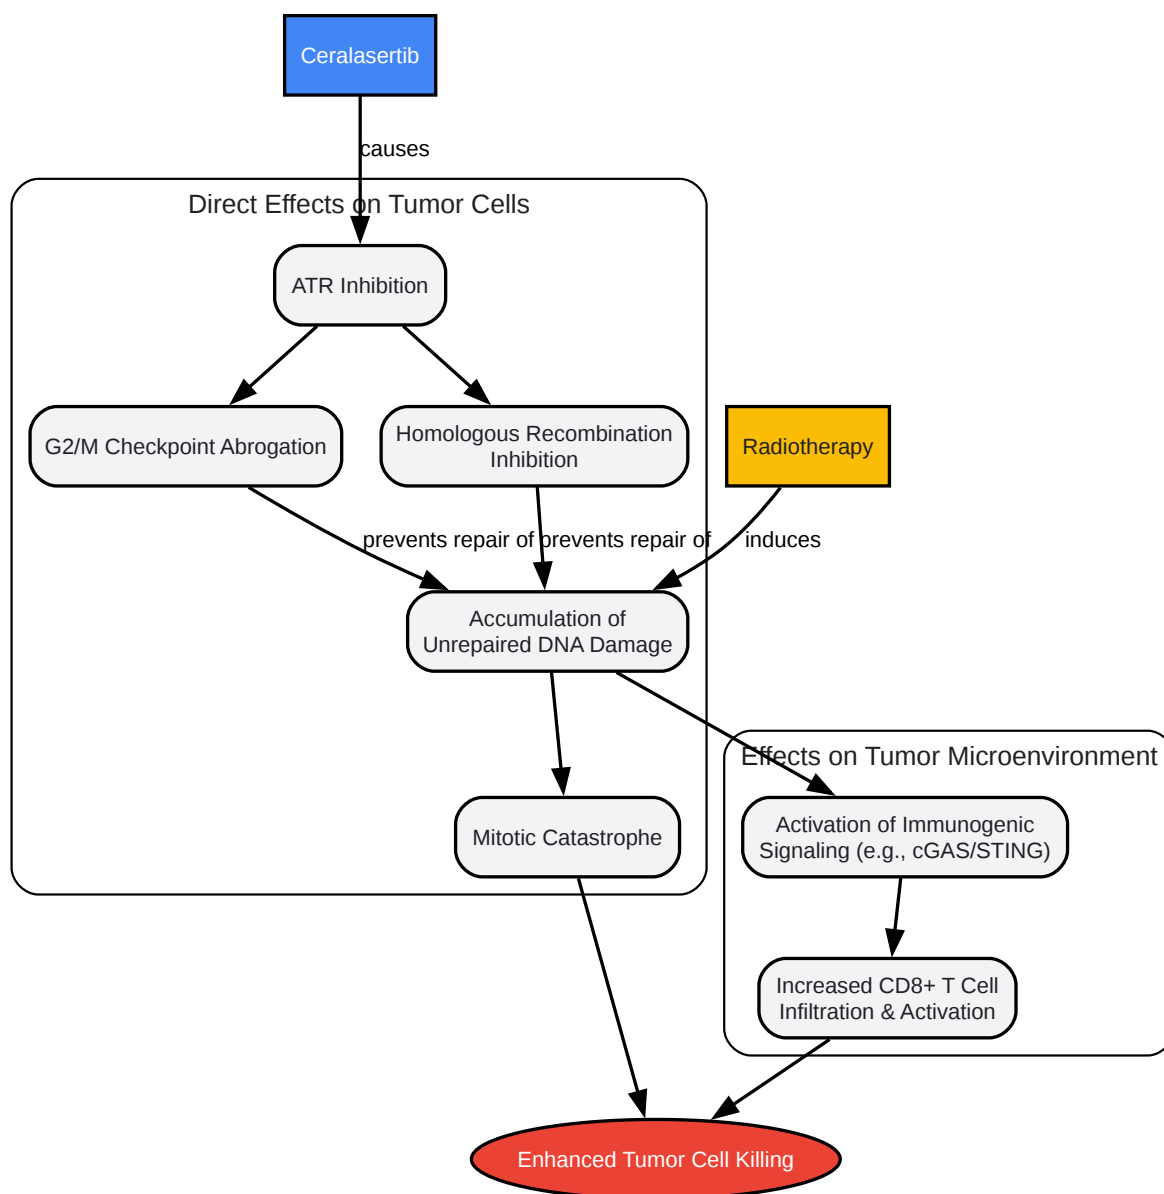 Ceralasertib
causes
Direct Effects on Tumor Cells
ATR Inhibition
G2/M Checkpoint Abrogation
Homologous Recombination
Inhibition
Radiotherapy
prevents repair of
prevents repair of
induces
Accumulation of
Unrepaired DNA Damage
Effects on Tumor Microenvironment
Mitotic Catastrophe
Activation of Immunogenic
Signaling (e.g., cGAS/STING)
Increased CD8+ T Cell
Infiltration & Activation
Enhanced Tumor Cell Killing